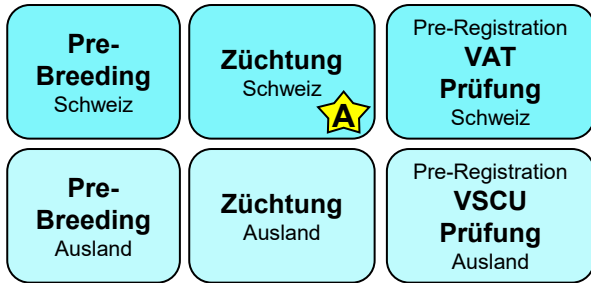 Pre-
Breeding
Schweiz
Züchtung
Schweiz
A
Pre-Registration
VAT
Prüfung
Schweiz
Pre-
Breeding
Ausland
Züchtung
Ausland
Pre-Registration
VSCU
Prüfung
Ausland